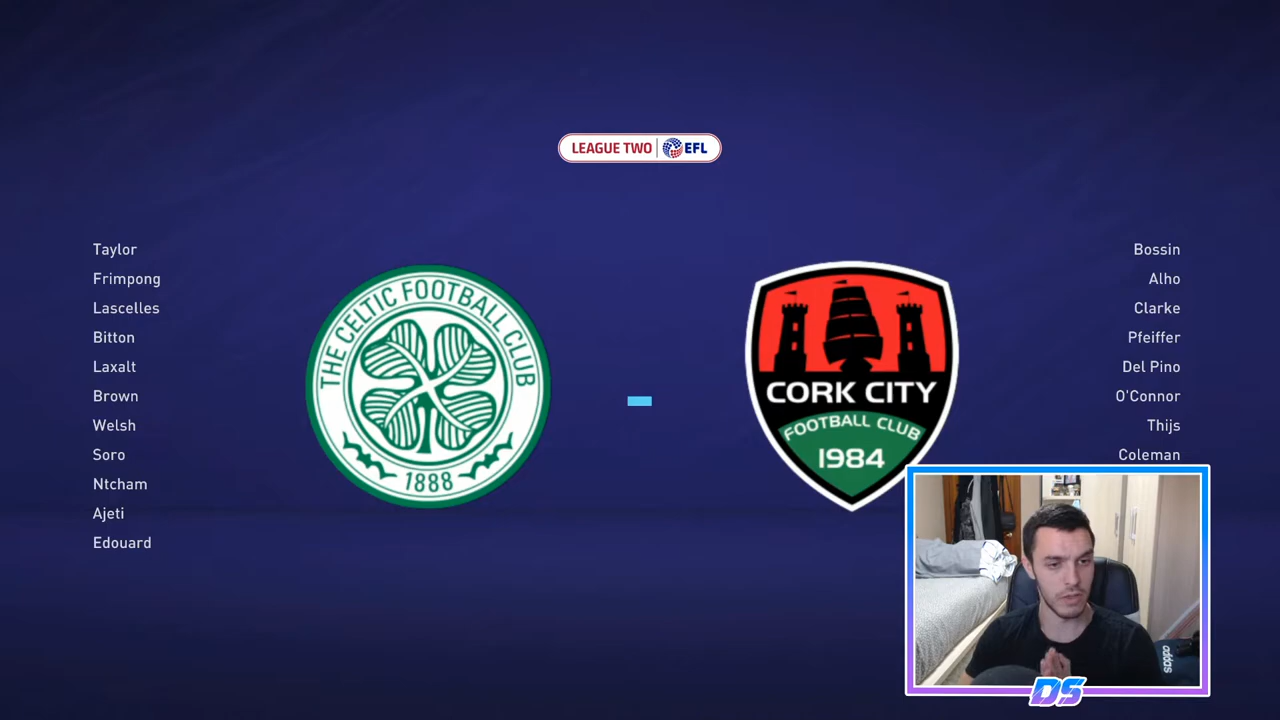 LEAGUE TWO EFL
Taylor
Frimpong
Lascelles
Bitton
Laxalt
Brown
Welsh
Soro
Ntcham
Ajeti
Edouard
THE CELTIC FOOTBALL CLUB
1888
-
CORK CITY
FOOTBALL CLUB
1984
Bossin
Alho
Clarke
Pfeiffer
Del Pino
O'Connor
Thijs
Coleman
adidas
DS